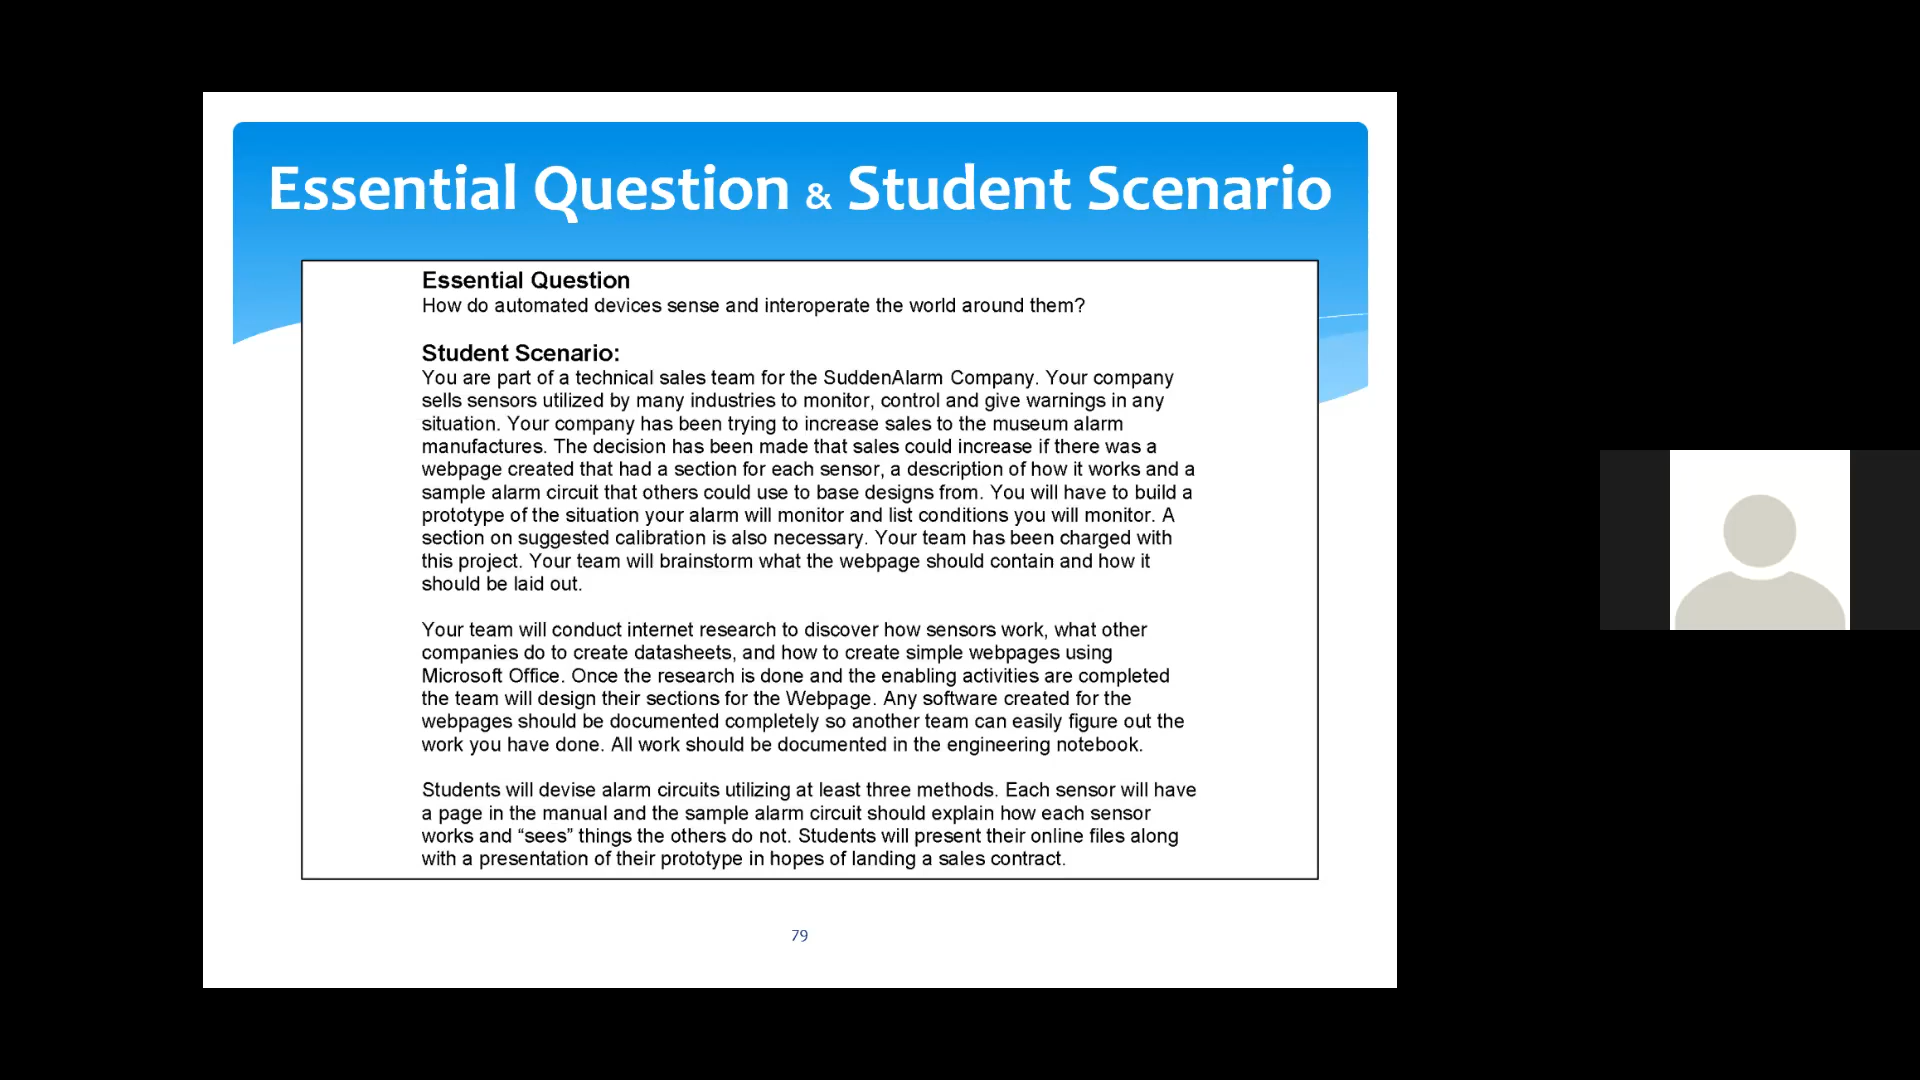 Essential Question & Student Scenario
Essential Question
How do automated devices sense and interoperate the world around them?
Student Scenario:
You are part of a technical sales team for the SuddenAlarm Company. Your company
sells sensors utilized by many industries to monitor, control and give warnings in any
situation. Your company has been trying to increase sales to the museum alarm
manufactures. The decision has been made that sales could increase if there was a
webpage created that had a section for each sensor, a description of how it works and a
sample alarm circuit that others could use to base designs from. You will have to build a
prototype of the situation your alarm will monitor and list conditions you will monitor. A
section on suggested calibration is also necessary. Your team has been charged with
this project. Your team will brainstorm what the webpage should contain and how it
should be laid out.
Your team will conduct internet research to discover how sensors work, what other
companies do to create datasheets, and how to create simple webpages using
Microsoft Office. Once the research is done and the enabling activities are completed
the team will design their sections for the Webpage. Any software created for the
webpages should be documented completely so another team can easily figure out the
work you have done. All work should be documented in the engineering notebook.
Students will devise alarm circuits utilizing at least three methods. Each sensor will have
a page in the manual and the sample alarm circuit should explain how each sensor
works and “sees” things the others do not. Students will present their online files along
with a presentation of their prototype in hopes of landing a sales contract.
79